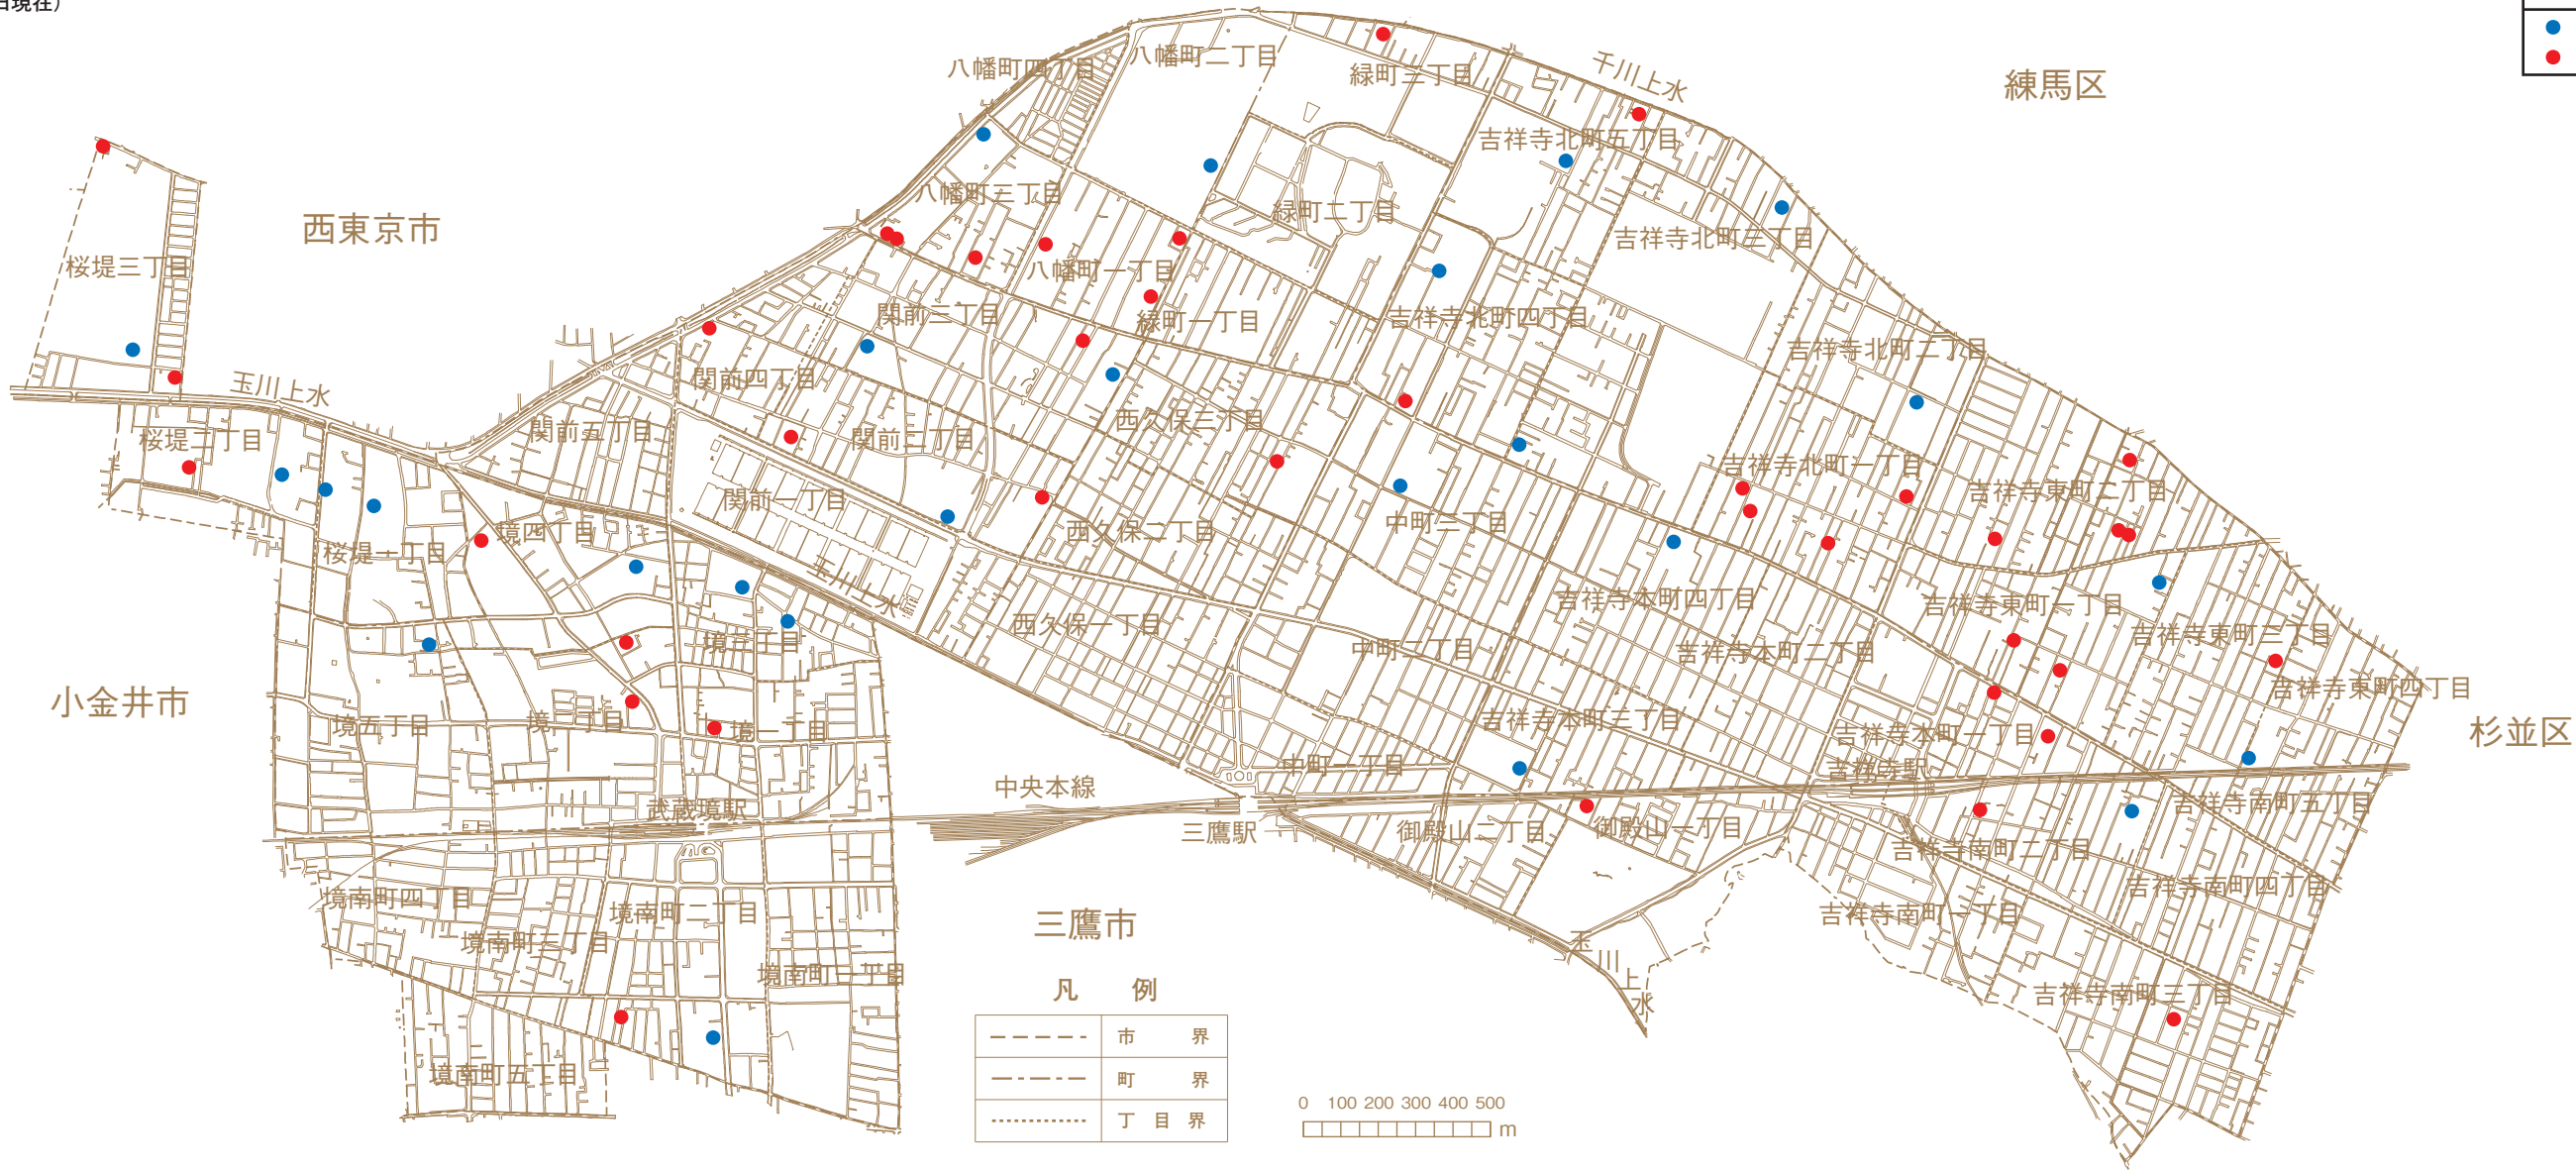 日現在）
八幡町二丁目
八幡町四丁目
緑町三丁目
千川上水
練馬区
吉祥寺北町五丁目
八幡町三丁目
緑町二丁目
西東京市
吉祥寺北町三丁目
桜堤三丁目
八幡町一丁目
関前三丁目
緑町一丁目
吉祥寺北町四丁目
吉祥寺北町二丁目
関前四丁目
玉川上水
西久保三丁目
桜堤二丁目
関前五丁目
関前二丁目
吉祥寺北町一丁目
吉祥寺東町二丁目
関前一丁目
西久保二丁目
中町三丁目
境四丁目
桜堤一丁目
玉川上水
吉祥寺本町四丁目
吉祥寺東町一丁目
西久保一丁目
吉祥寺東町三丁目
境三丁目
中町二丁目
吉祥寺本町二丁目
吉祥寺東町四丁目
小金井市
境五丁目
境二丁目
境一丁目
吉祥寺本町三丁目
吉祥寺本町一丁目
杉並区
中町一丁目
吉祥寺駅
中央本線
武蔵境駅
吉祥寺南町五丁目
三鷹駅
御殿山二丁目
御殿山一丁目
吉祥寺南町二丁目
吉祥寺南町四丁目
境南町四丁目
境南町二丁目
吉祥寺南町一丁目
三鷹市
境南町三丁目
玉川上水
境南町一丁目
吉祥寺南町三丁目
境南町五丁目
凡 例
市 界
町 界
丁 目 界
0 100 200 300 400 500
m